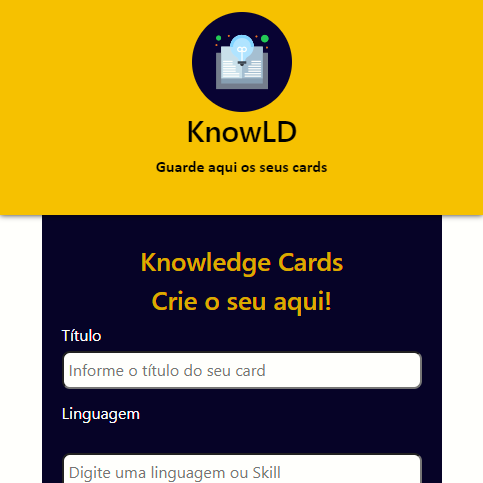 KnowLD
Guarde aqui os seus cards
Knowledge Cards
Crie o seu aqui!
Título
Informe o título do seu card
Linguagem
Digite uma linguagem ou Skill